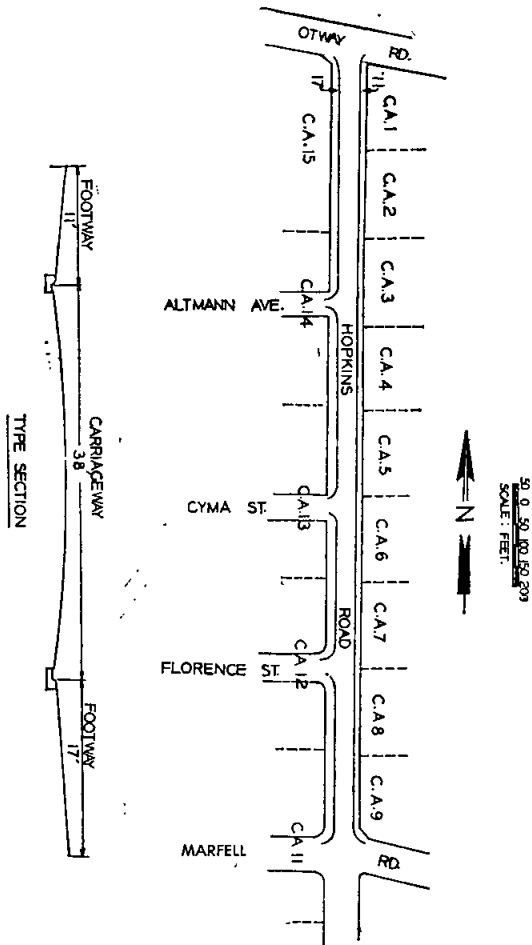 OTWAY RD.
17'
11'
C.A.1
C.A.15
C.A.2
C.A.3
ALTMANN AVE.
C.A.14
HOPKINS
C.A.4
C.A.5
CYMA ST.
C.A.13
C.A.6
ROAD
C.A.7
FLORENCE ST.
C.A.12
C.A.8
C.A.9
MARFELL RD.
C.A.11
N
50 0 50 100 150 200
SCALE : FEET.
FOOTWAY
11'
CARRIAGEWAY
38
FOOTWAY
17'
TYPE SECTION